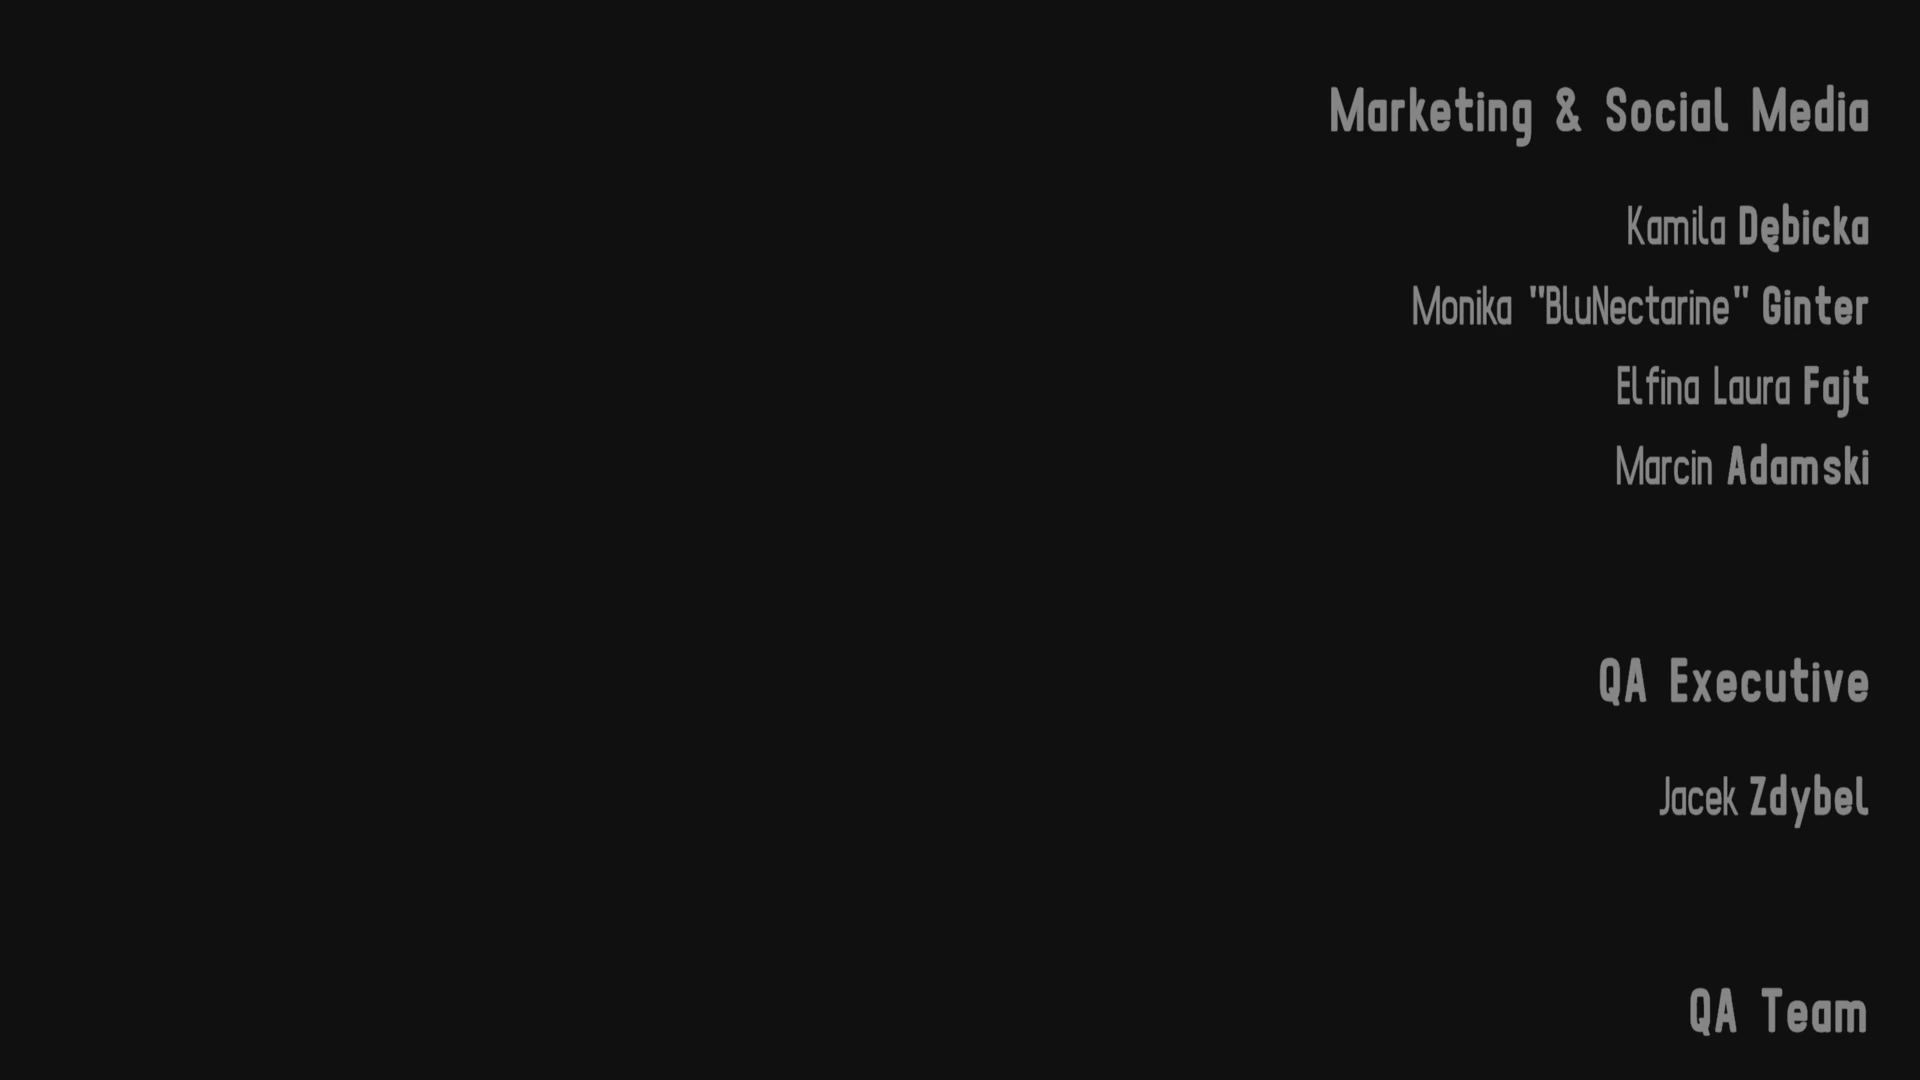 Marketing & Social Media
Kamila Dębicka
Monika "BluNectarine" Ginter
Elfina Laura Fajt
Marcin Adamski
QA Executive
Jacek Zdybel
QA Team